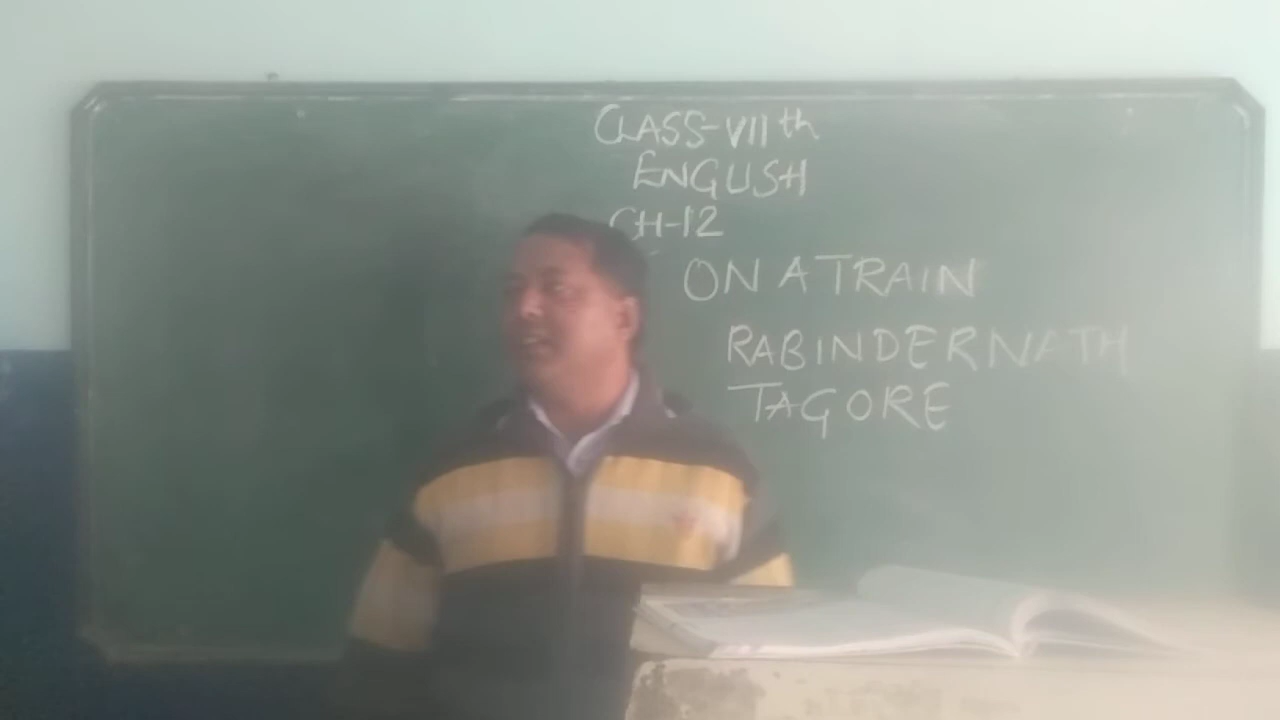 CLASS-VIIth
ENGLISH
CH-12
ON A TRAIN
RABINDERNATH
TAGORE